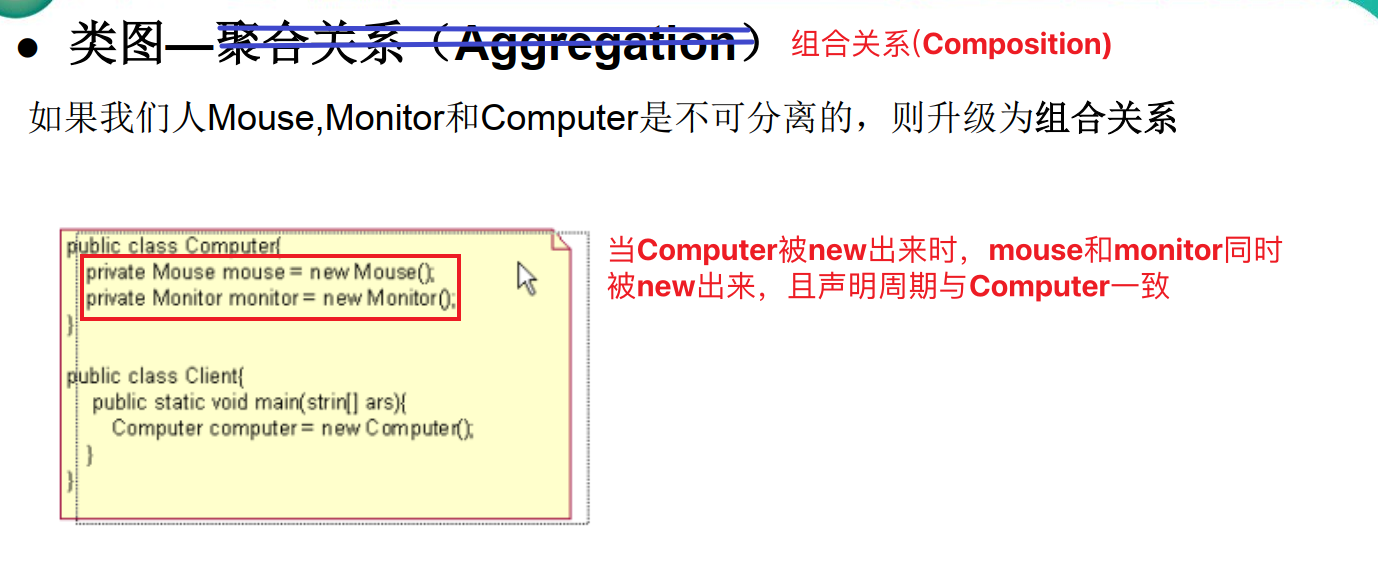 ● 类图—聚合关系（Aggregation） 组合关系(Composition)
如果我们人Mouse,Monitor和Computer是不可分离的，则升级为组合关系
public class Computer{
private Mouse mouse = new Mouse();
private Monitor monitor = new Monitor();
}
public class Client{
public static void main(strin[] ars){
Computer computer = new Computer();
}
}
当Computer被new出来时，mouse和monitor同时
被new出来，且声明周期与Computer一致